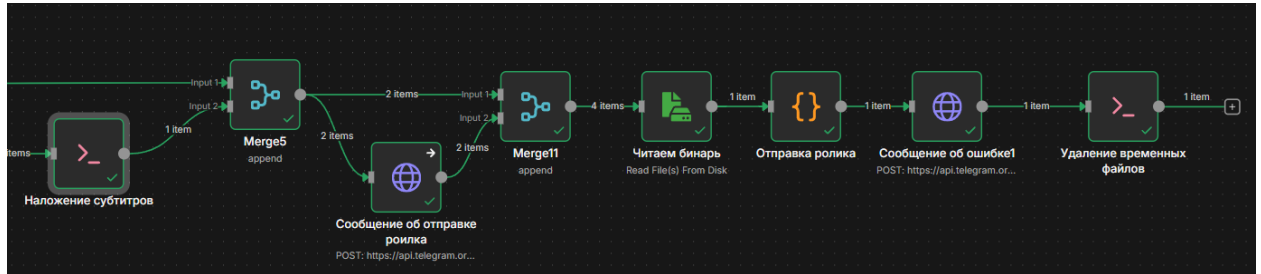 Input 1
Input 2
Merge5
append
1 item
items
Наложение субтитров
2 items
2 items
2 items
Сообщение об отправке
роилка
POST: https://api.telegram.or...
Input 1
Input 2
Merge11
append
4 items
Читаем бинарь
Read File(s) From Disk
1 item
{}
Отправка ролика
1 item
Сообщение об ошибке1
POST: https://api.telegram.or...
1 item
Удаление временных
файлов
1 item